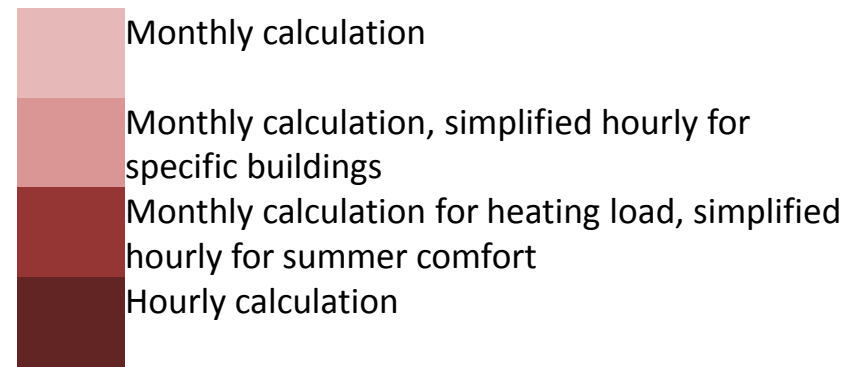 Monthly calculation
Monthly calculation, simplified hourly for
specific buildings
Monthly calculation for heating load, simplified
hourly for summer comfort
Hourly calculation